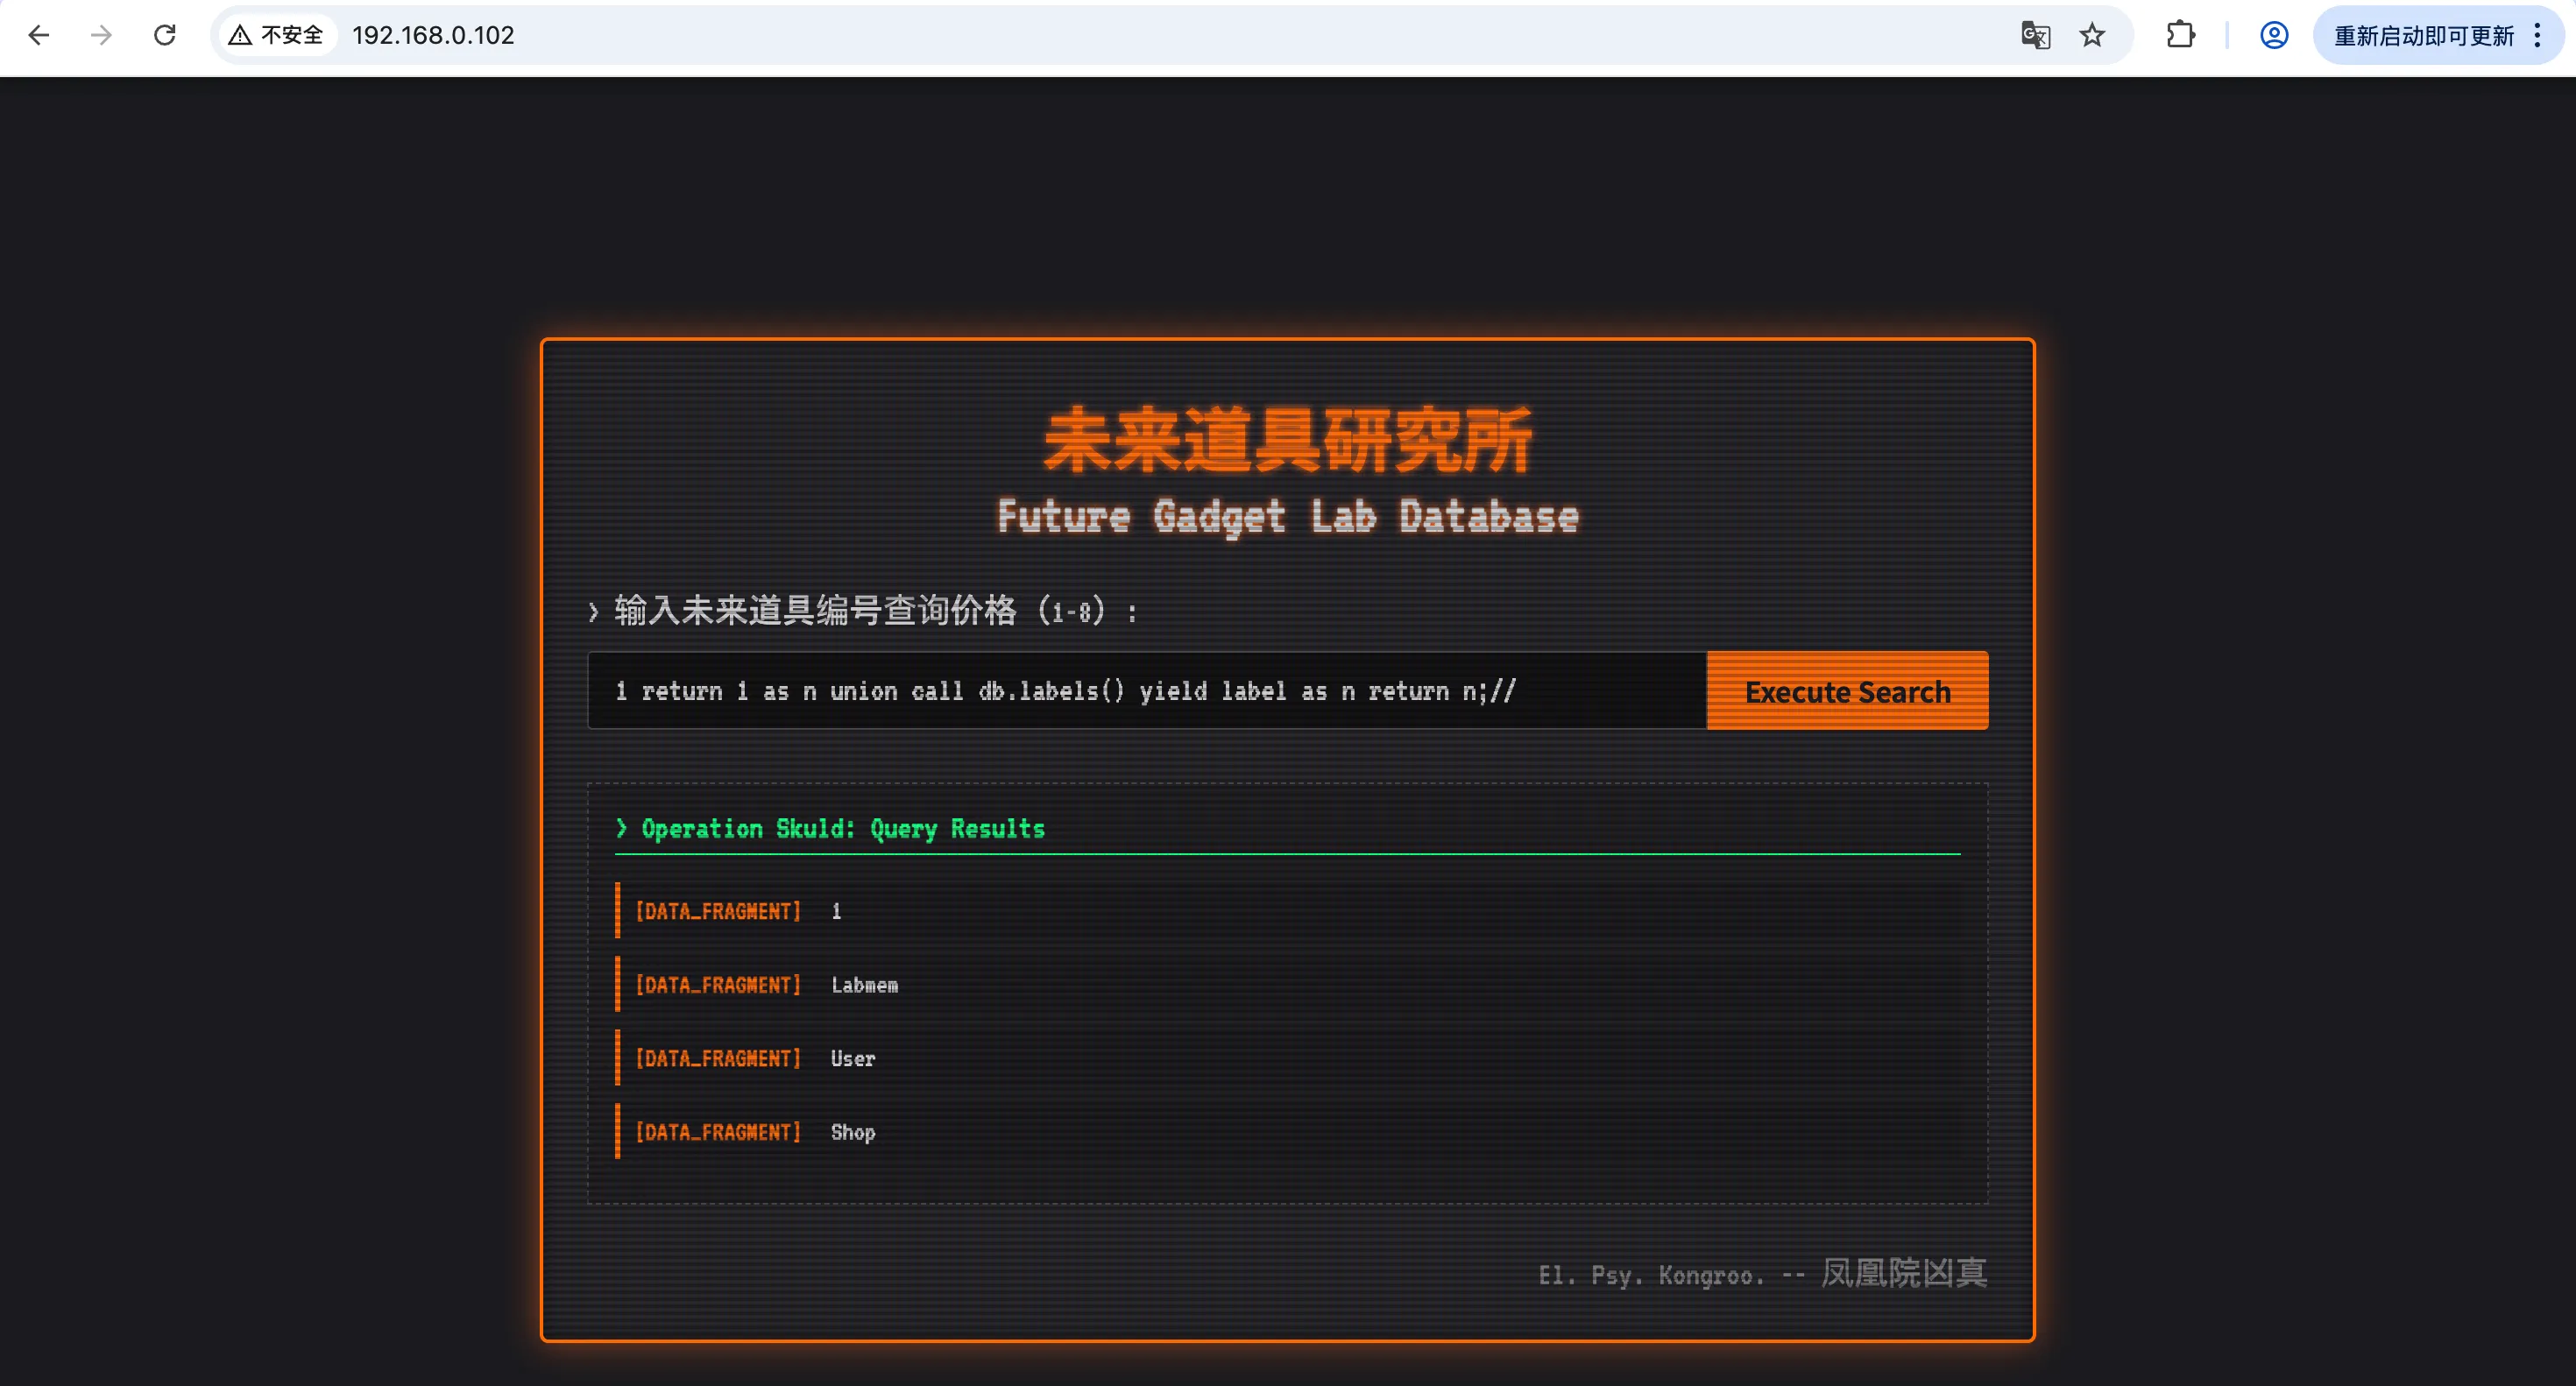 不安全 192.168.0.102 重新启动即可更新
未来道具研究所
Future Gadget Lab Database
› 输入未来道具编号查询价格（1-8）:
1 return 1 as n union call db.labels() yield label as n return n;// Execute Search
› Operation Skuld: Query Results
[DATA_FRAGMENT] 1
[DATA_FRAGMENT] Labmem
[DATA_FRAGMENT] User
[DATA_FRAGMENT] Shop
El. Psy. Kongroo. -- 凤凰院凶真